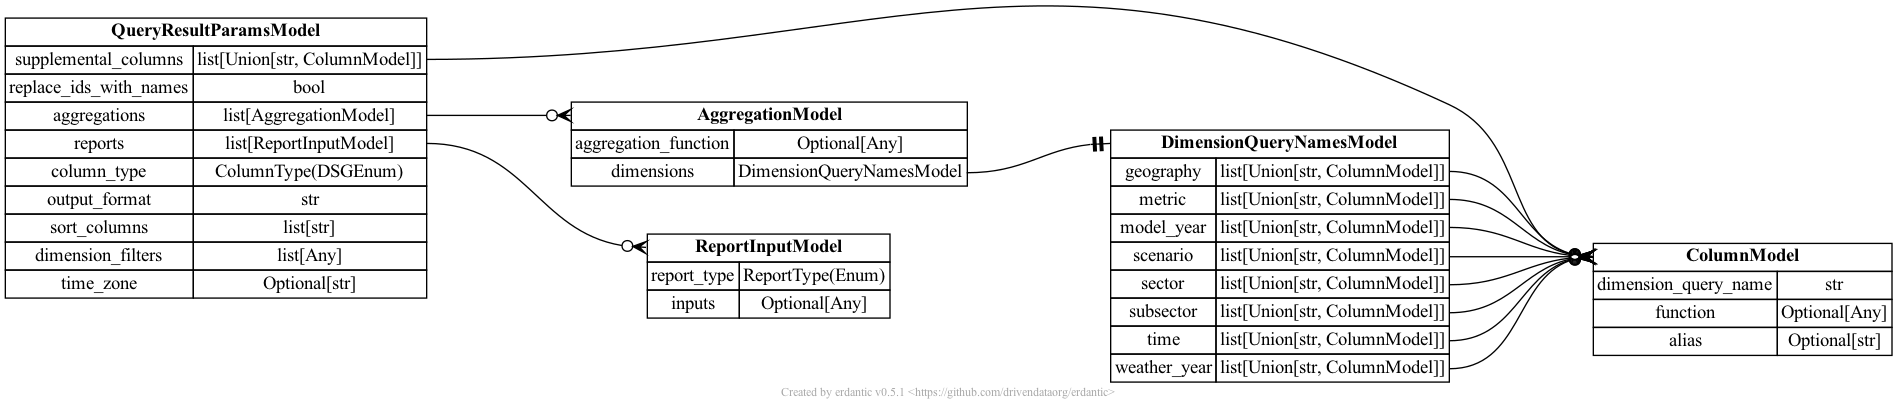 QueryResultParamsModel
supplemental_columns list[Union[str, ColumnModel]]
replace_ids_with_names bool
aggregations list[AggregationModel]
reports list[ReportInputModel]
column_type ColumnType(DSGEnum)
output_format str
sort_columns list[str]
dimension_filters list[Any]
time_zone Optional[str]
AggregationModel
aggregation_function Optional[Any]
dimensions DimensionQueryNamesModel
ReportInputModel
report_type ReportType(Enum)
inputs Optional[Any]
DimensionQueryNamesModel
geography list[Union[str, ColumnModel]]
metric list[Union[str, ColumnModel]]
model_year list[Union[str, ColumnModel]]
scenario list[Union[str, ColumnModel]]
sector list[Union[str, ColumnModel]]
subsector list[Union[str, ColumnModel]]
time list[Union[str, ColumnModel]]
weather_year list[Union[str, ColumnModel]]
ColumnModel
dimension_query_name str
function Optional[Any]
alias Optional[str]
Created by erdantic v0.5.1 <https://github.com/drivendataorg/erdantic>